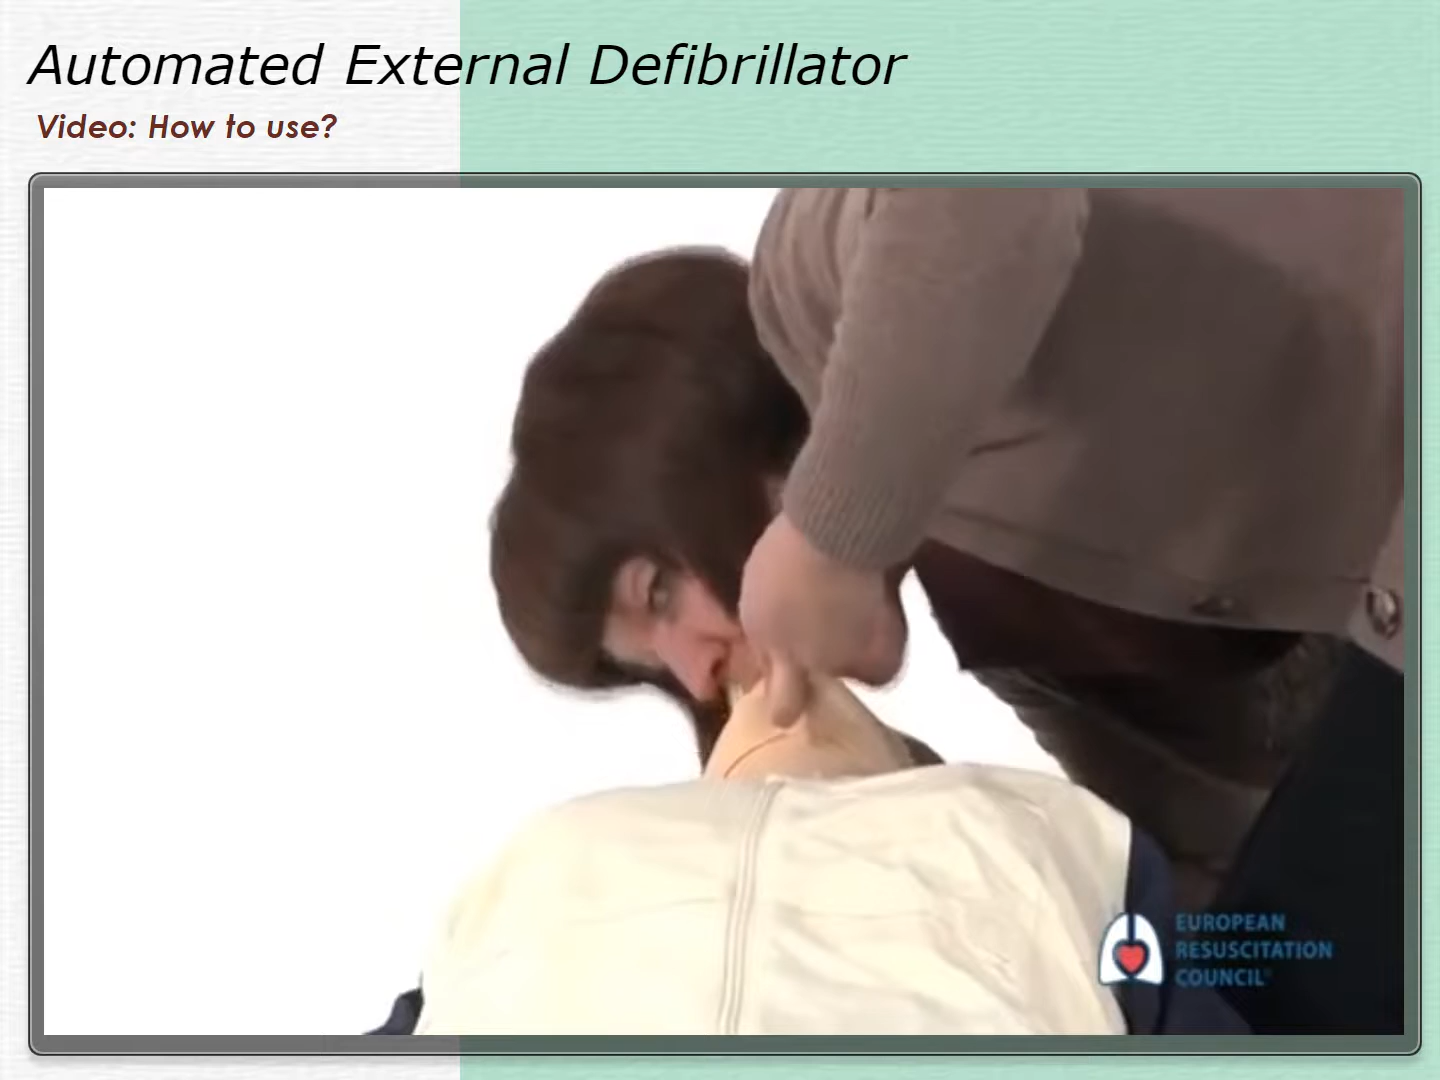 Automated External Defibrillator
Video: How to use?
EUROPEAN
RESUSCITATION
COUNCIL